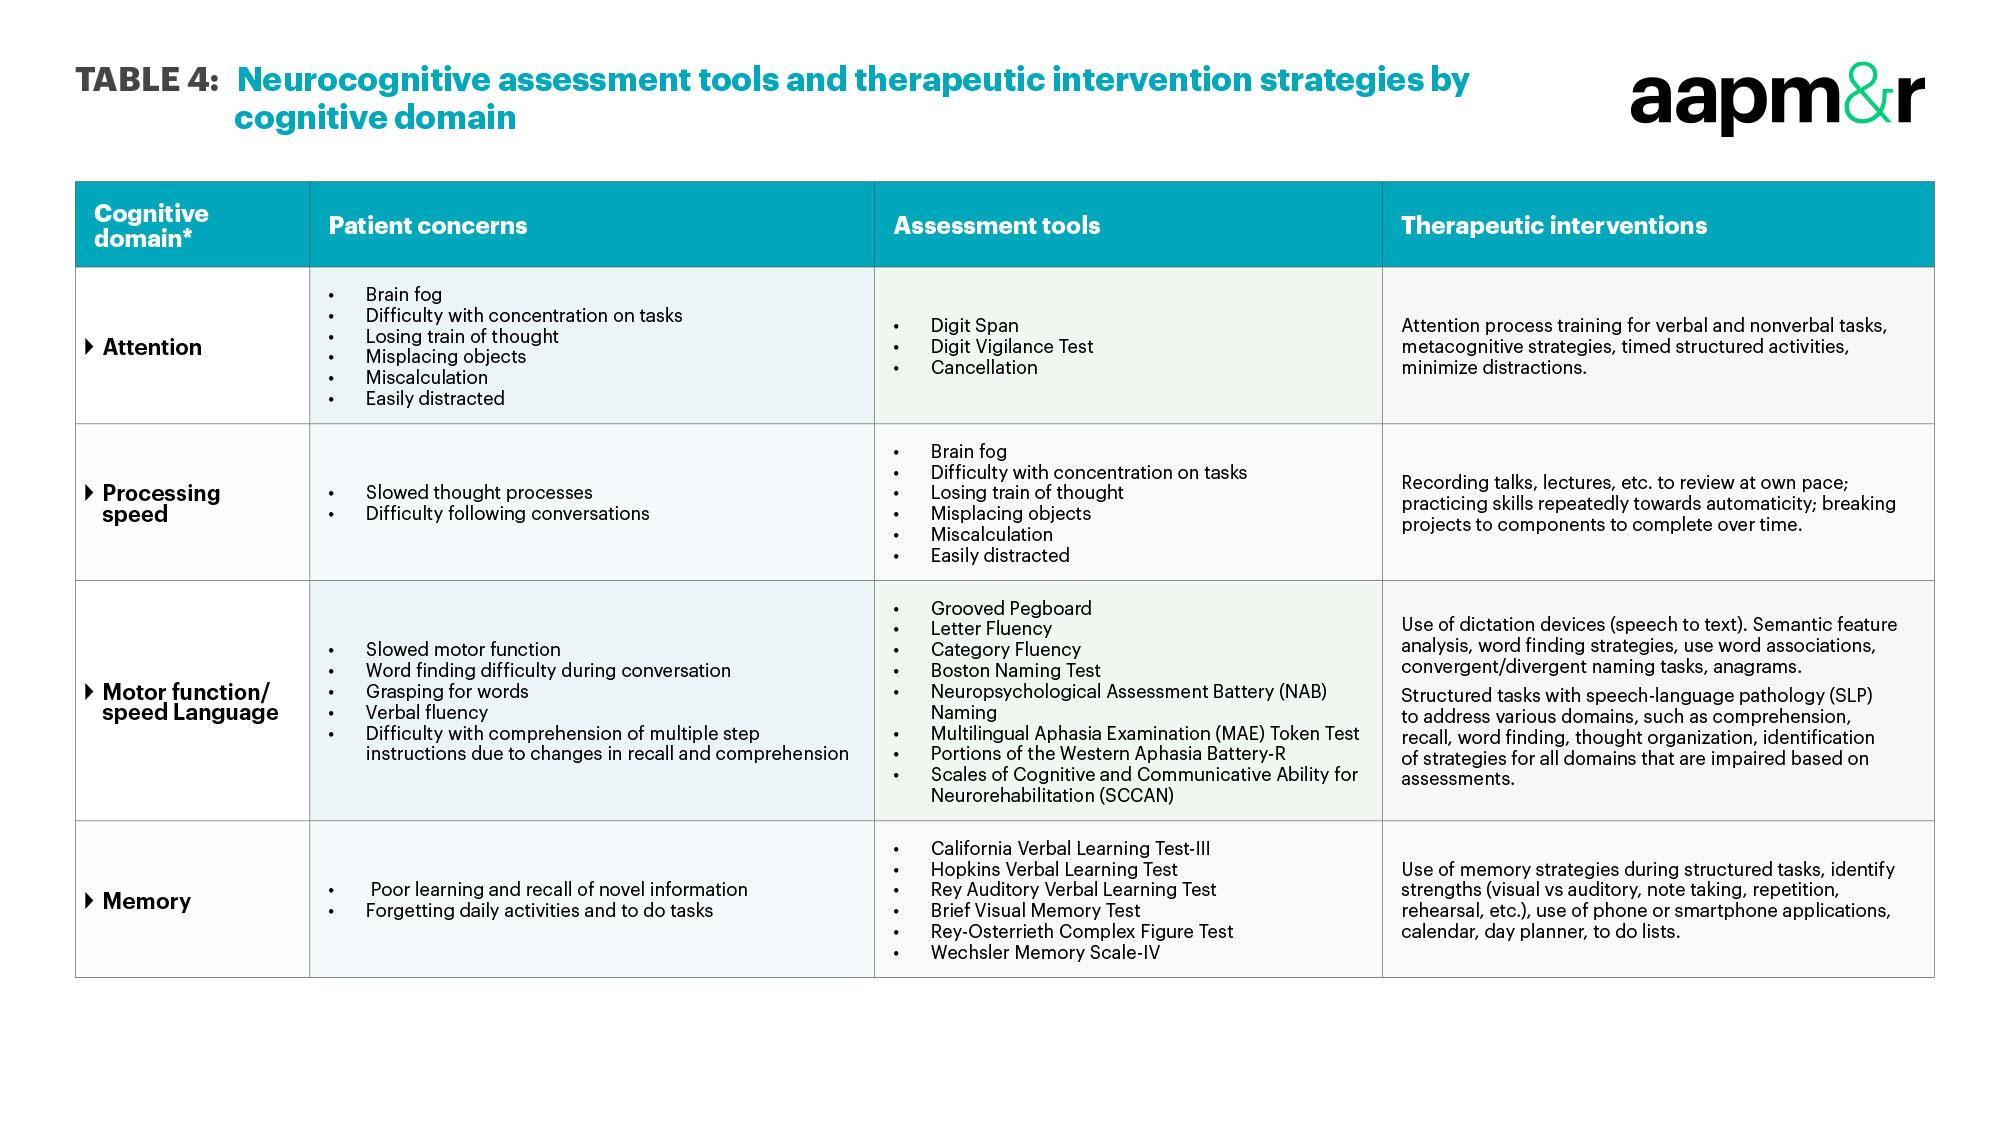 TABLE 4: Neurocognitive assessment tools and therapeutic intervention strategies by
cognitive domain
aapm&r
Cognitive
domain*
Patient concerns
Assessment tools
Therapeutic interventions
Attention
• Brain fog
• Difficulty with concentration on tasks
• Losing train of thought
• Misplacing objects
• Miscalculation
• Easily distracted
• Digit Span
• Digit Vigilance Test
• Cancellation
Attention process training for verbal and nonverbal tasks,
metacognitive strategies, timed structured activities,
minimize distractions.
Processing
speed
• Slowed thought processes
• Difficulty following conversations
• Brain fog
• Difficulty with concentration on tasks
• Losing train of thought
• Misplacing objects
• Miscalculation
• Easily distracted
Recording talks, lectures, etc. to review at own pace;
practicing skills repeatedly towards automaticity; breaking
projects to components to complete over time.
Motor function/
speed Language
• Slowed motor function
• Word finding difficulty during conversation
• Grasping for words
• Verbal fluency
• Difficulty with comprehension of multiple step
instructions due to changes in recall and comprehension
• Grooved Pegboard
• Letter Fluency
• Category Fluency
• Boston Naming Test
• Neuropsychological Assessment Battery (NAB)
Naming
• Multilingual Aphasia Examination (MAE) Token Test
• Portions of the Western Aphasia Battery-R
• Scales of Cognitive and Communicative Ability for
Neurorehabilitation (SCCAN)
Use of dictation devices (speech to text). Semantic feature
analysis, word finding strategies, use word associations,
convergent/divergent naming tasks, anagrams.
Structured tasks with speech-language pathology (SLP)
to address various domains, such as comprehension,
recall, word finding, thought organization, identification
of strategies for all domains that are impaired based on
assessments.
Memory
• Poor learning and recall of novel information
• Forgetting daily activities and to do tasks
• California Verbal Learning Test-III
• Hopkins Verbal Learning Test
• Rey Auditory Verbal Learning Test
• Brief Visual Memory Test
• Rey-Osterrieth Complex Figure Test
• Wechsler Memory Scale-IV
Use of memory strategies during structured tasks, identify
strengths (visual vs auditory, note taking, repetition,
rehearsal, etc.), use of phone or smartphone applications,
calendar, day planner, to do lists.